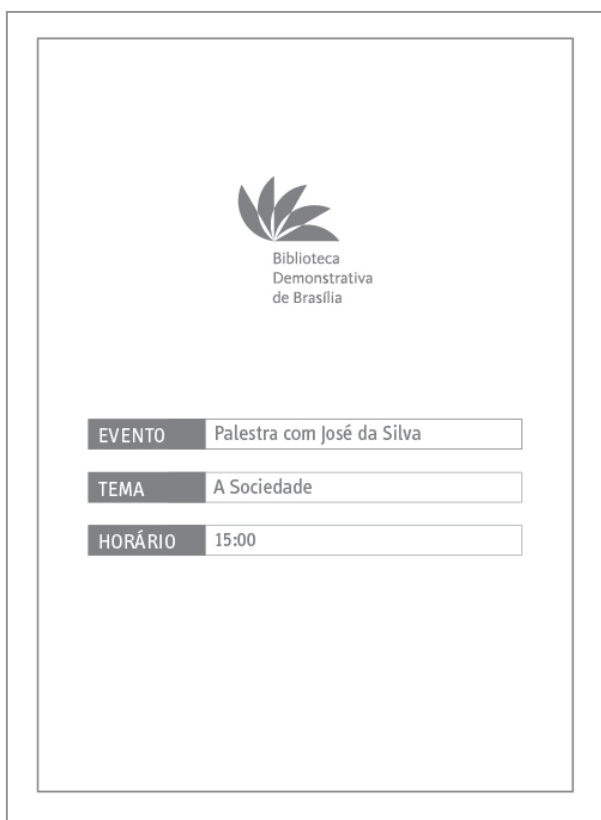 Biblioteca
Demonstrativa
de Brasília
EVENTO Palestra com José da Silva
TEMA A Sociedade
HORÁRIO 15:00